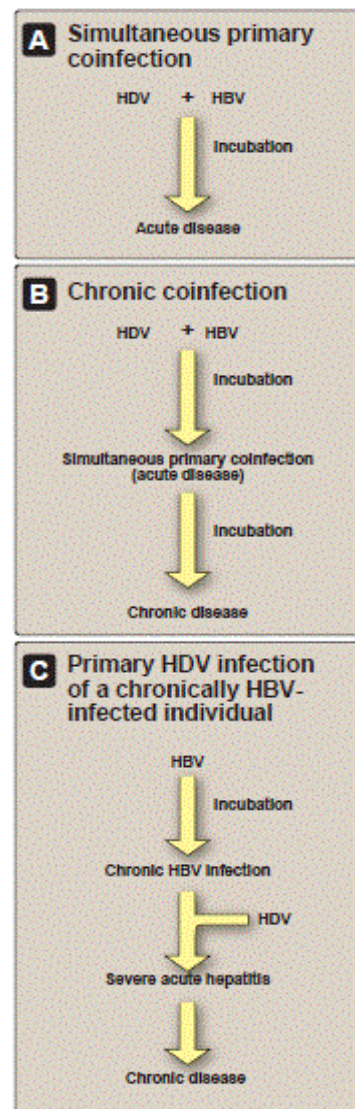 A Simultaneous primary
coinfection
HDV + HBV
Incubation
Acute disease
B Chronic coinfection
HDV + HBV
Incubation
Simultaneous primary coinfection
(acute disease)
Incubation
Chronic disease
C Primary HDV infection
of a chronically HBV-
infected individual
HBV
Incubation
Chronic HBV infection
HDV
Severe acute hepatitis
Chronic disease